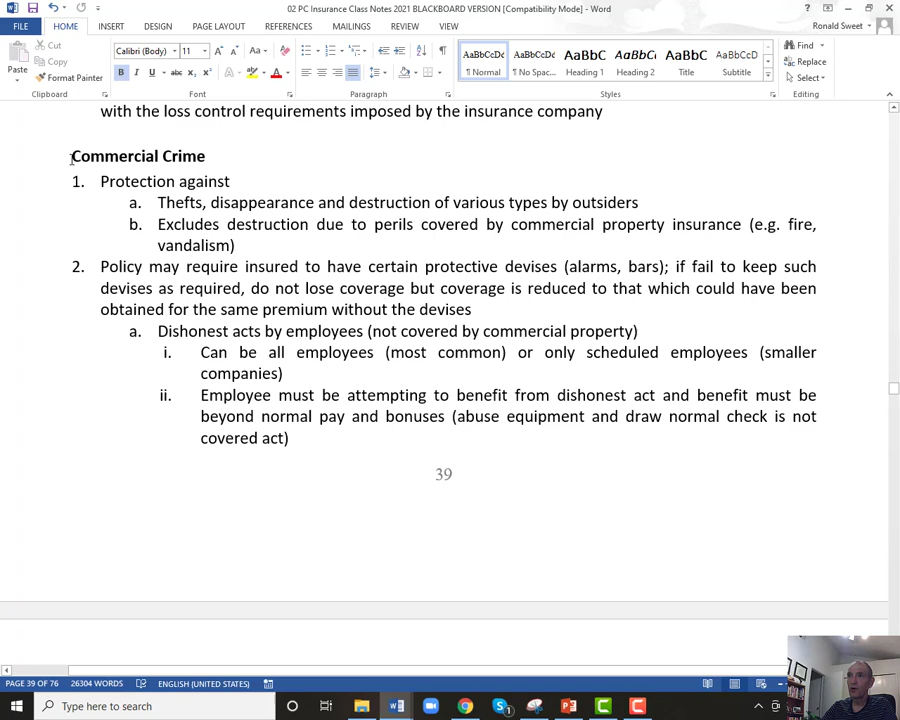 02 PC Insurance Class Notes 2021 BLACKBOARD VERSION [Compatibility Mode] - Word
FILE HOME INSERT DESIGN PAGE LAYOUT REFERENCES MAILINGS REVIEW VIEW Ronald Sweet
Paste Cut Copy Format Painter
Clipboard
Calibri (Body) 11
Font
Paragraph
AaBbCcDc AaBbCcDc AaBbC AaBbC AaBbC AaBbCcD
¶ Normal ¶ No Spac... Heading 1 Heading 2 Title Subtitle
Styles
Find Replace Select
Editing
with the loss control requirements imposed by the insurance company
Commercial Crime
1. Protection against
a. Thefts, disappearance and destruction of various types by outsiders
b. Excludes destruction due to perils covered by commercial property insurance (e.g. fire,
vandalism)
2. Policy may require insured to have certain protective devises (alarms, bars); if fail to keep such
devises as required, do not lose coverage but coverage is reduced to that which could have been
obtained for the same premium without the devises
a. Dishonest acts by employees (not covered by commercial property)
i. Can be all employees (most common) or only scheduled employees (smaller
companies)
ii. Employee must be attempting to benefit from dishonest act and benefit must be
beyond normal pay and bonuses (abuse equipment and draw normal check is not
covered act)
39
PAGE 39 OF 76 26304 WORDS ENGLISH (UNITED STATES)
Type here to search